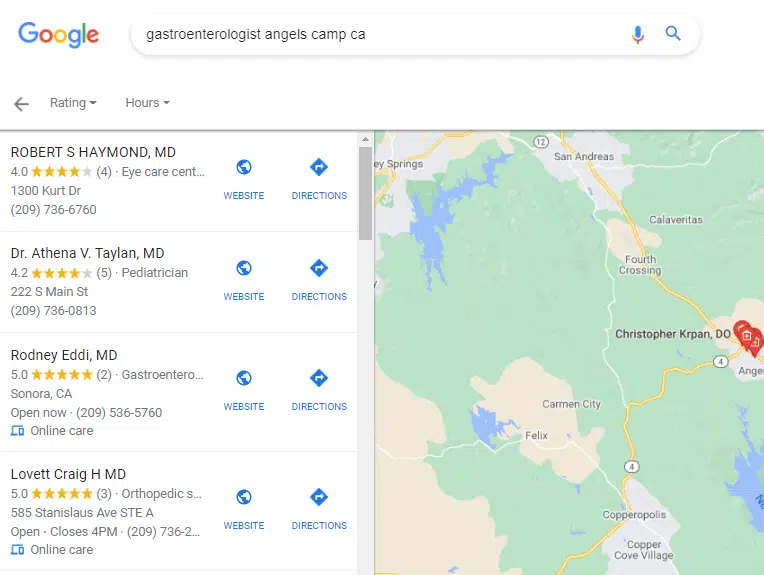 Google
gastroenterologist angels camp ca
Rating
Hours
ROBERT S HAYMOND, MD
4.0 (4) · Eye care cent...
1300 Kurt Dr
(209) 736-6760
WEBSITE
DIRECTIONS
Dr. Athena V. Taylan, MD
4.2 (5) · Pediatrician
222 S Main St
(209) 736-0813
WEBSITE
DIRECTIONS
Rodney Eddi, MD
5.0 (2) · Gastroentero...
Sonora, CA
Open now · (209) 536-5760
Online care
WEBSITE
DIRECTIONS
Lovett Craig H MD
5.0 (3) · Orthopedic s...
585 Stanislaus Ave STE A
Open · Closes 4PM · (209) 736-2...
Online care
WEBSITE
DIRECTIONS
12
ey Springs
San Andreas
Calaveritas
Fourth
Crossing
Christopher Krpan, DO
4
Angel
Carmen City
Felix
4
Copperopolis
Copper
Cove Village